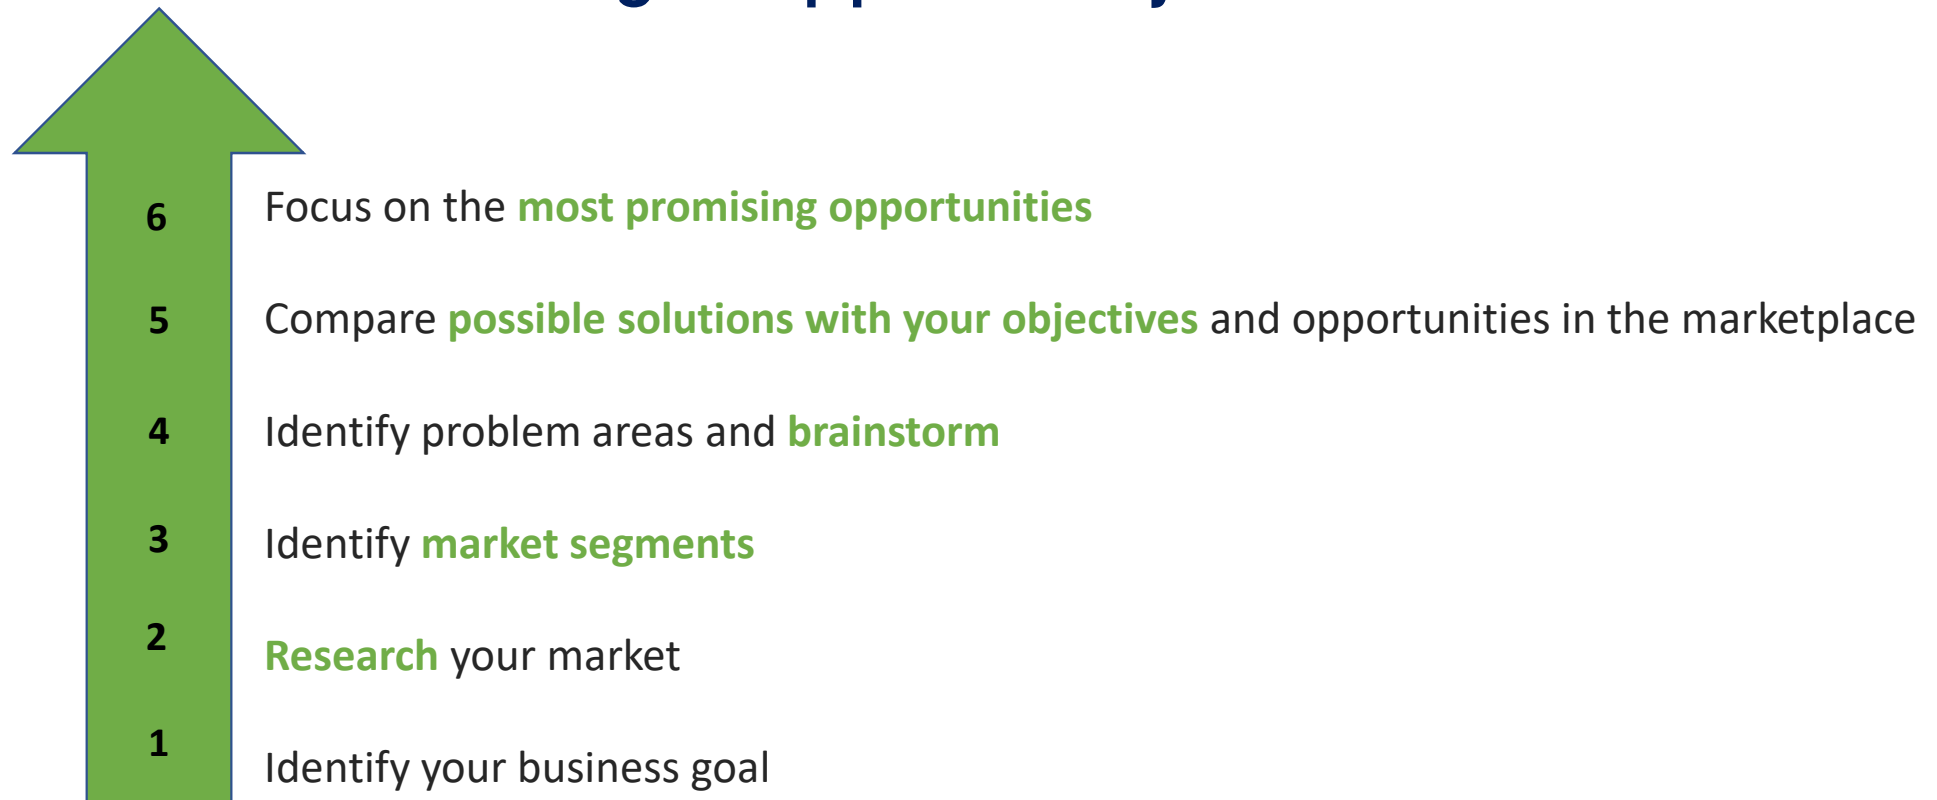 6 Focus on the most promising opportunities
5 Compare possible solutions with your objectives and opportunities in the marketplace
4 Identify problem areas and brainstorm
3 Identify market segments
2 Research your market
1 Identify your business goal